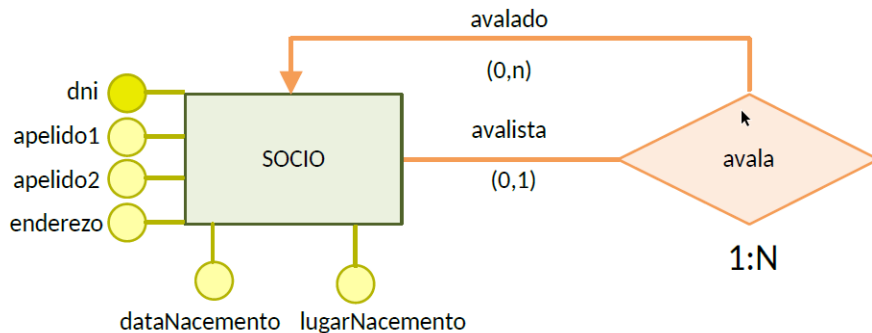 avalado
(0,n)
dni
apelido1
apelido2
enderezo
SOCIO
avalista
(0,1)
avala
1:N
dataNacemento
lugarNacemento